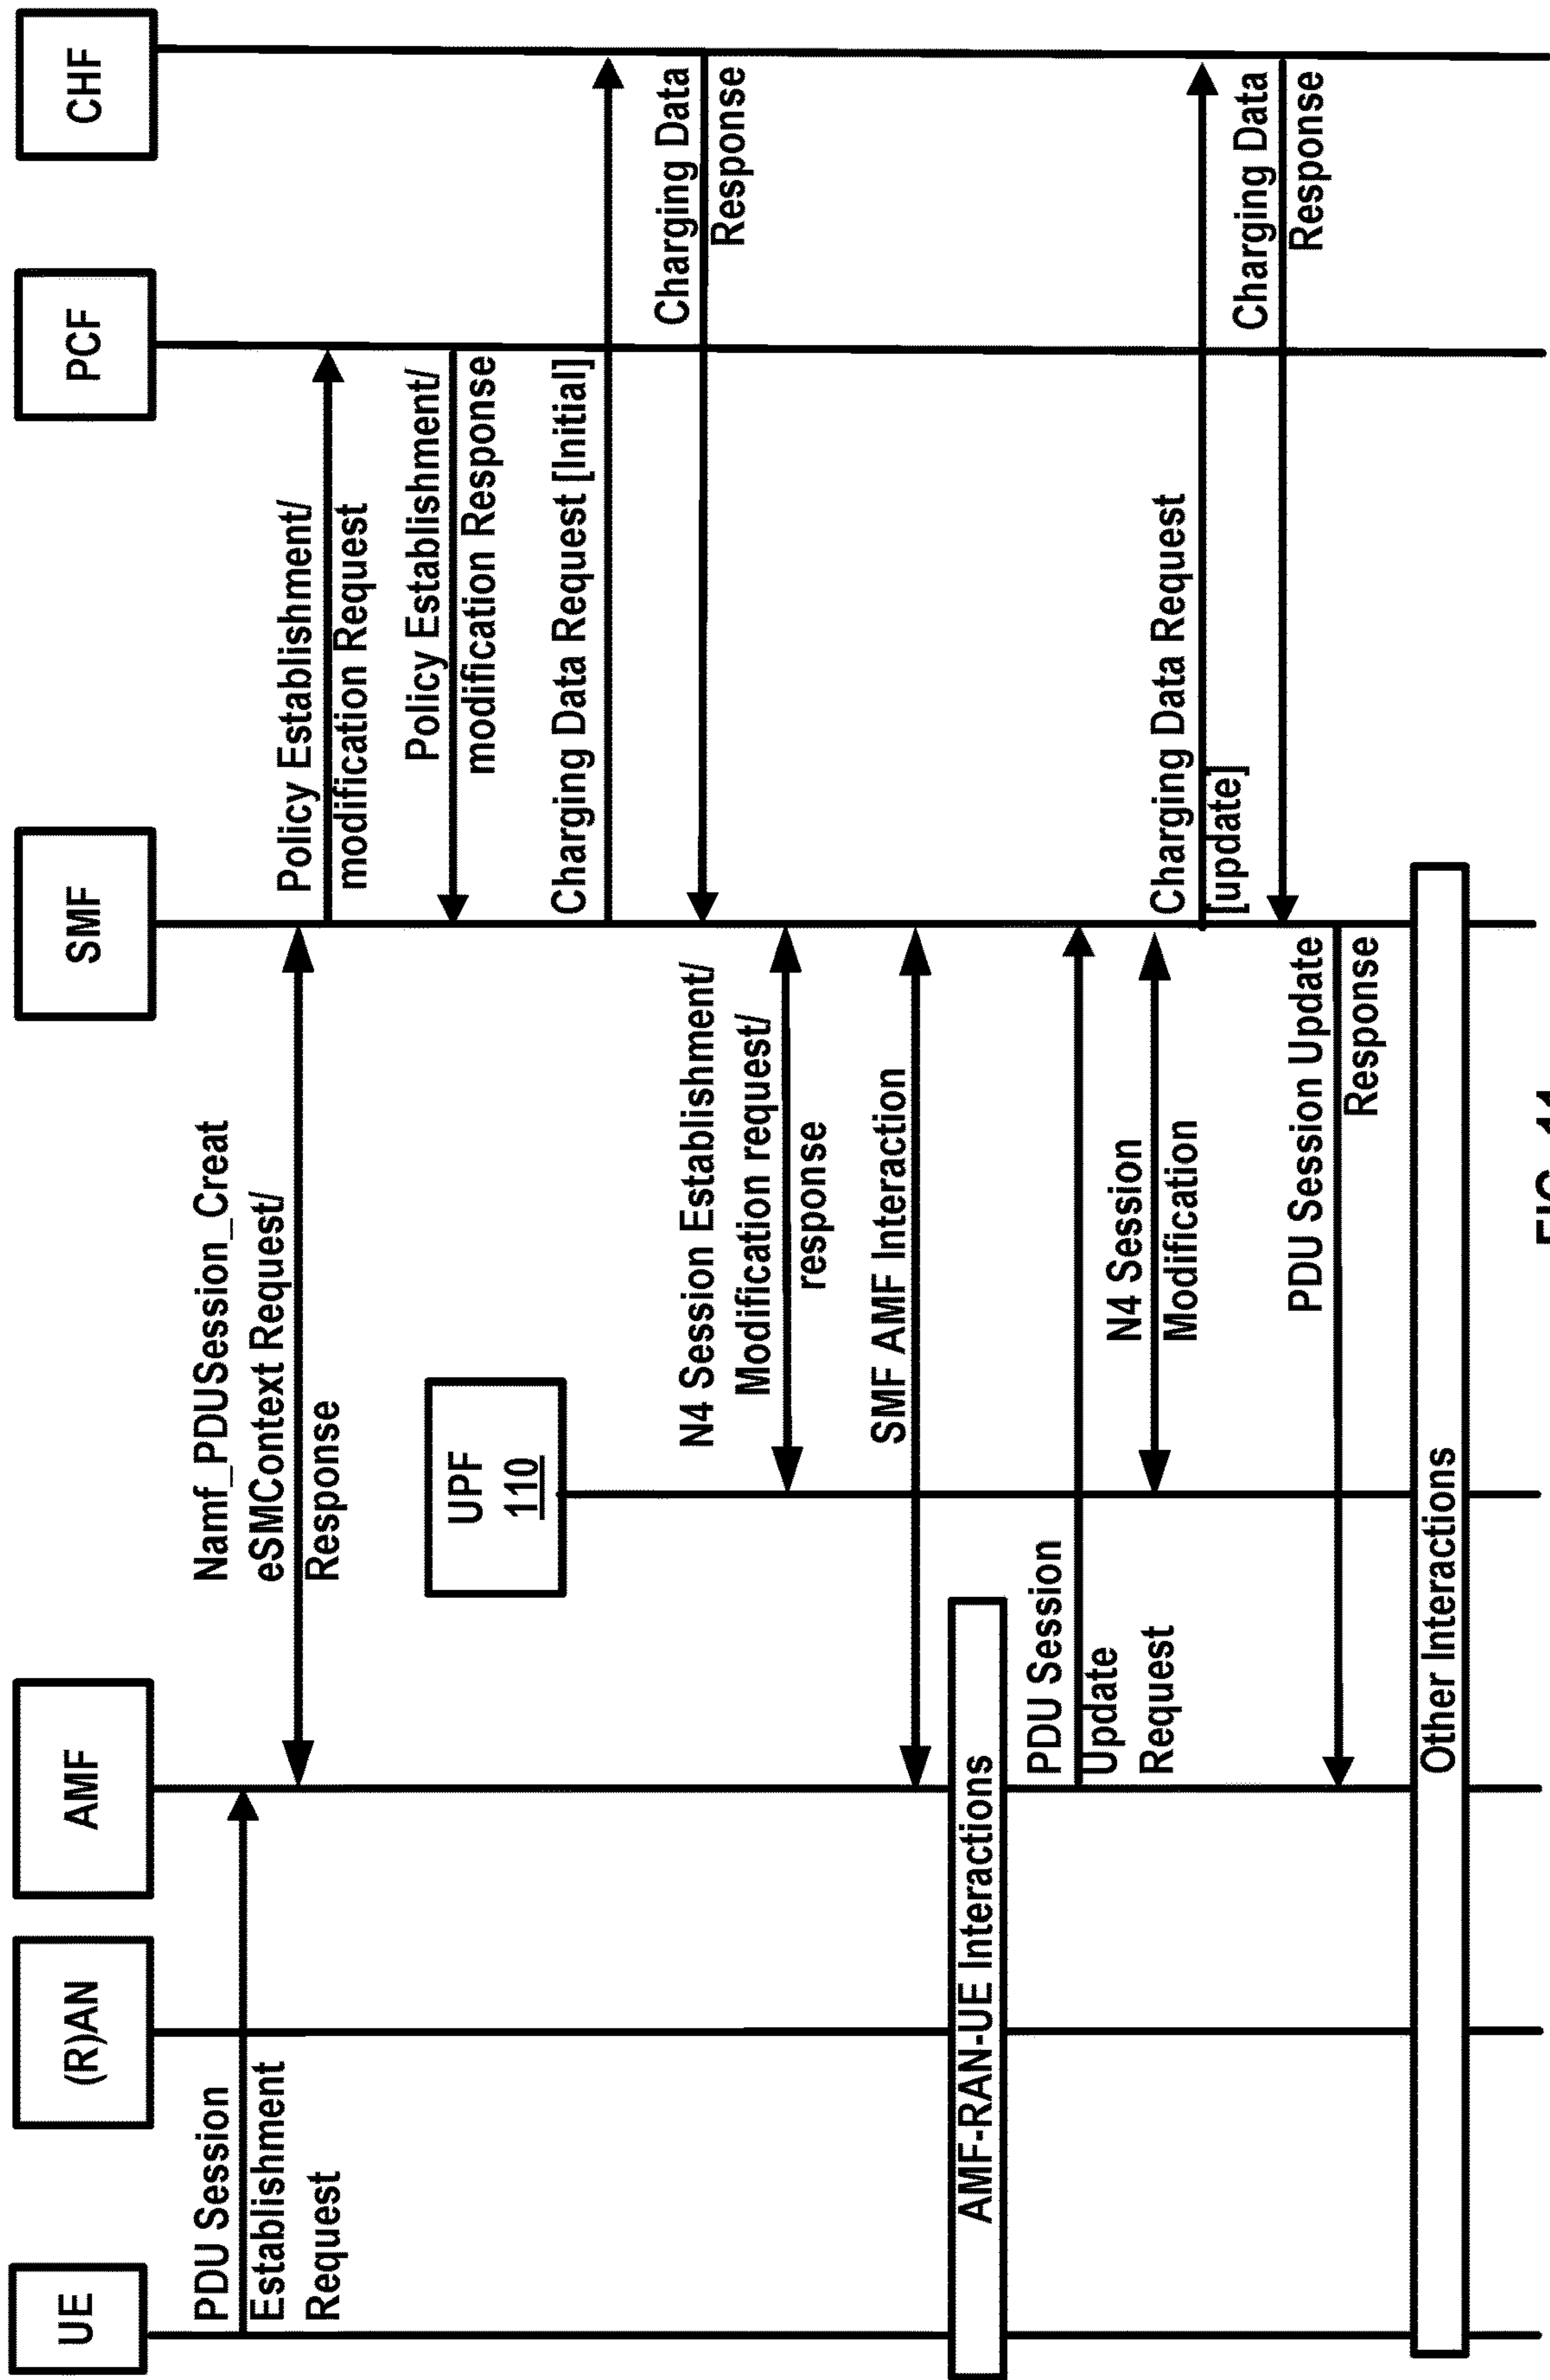 UE
(R)AN
AMF
SMF
PCF
CHF
PDU Session
Establishment
Request
Namf_PDUSession_Creat
eSMContext Request/
Response
Policy Establishment/
modification Request
Policy Establishment/
modification Response
UPF
110
Charging Data Request [Initial]
Charging Data
Response
N4 Session Establishment/
Modification request/
response
SMF AMF Interaction
AMF-RAN-UE Interactions
PDU Session
Update
Request
N4 Session
Modification
Charging Data Request
[update]
Charging Data
Response
PDU Session Update
Response
Other Interactions